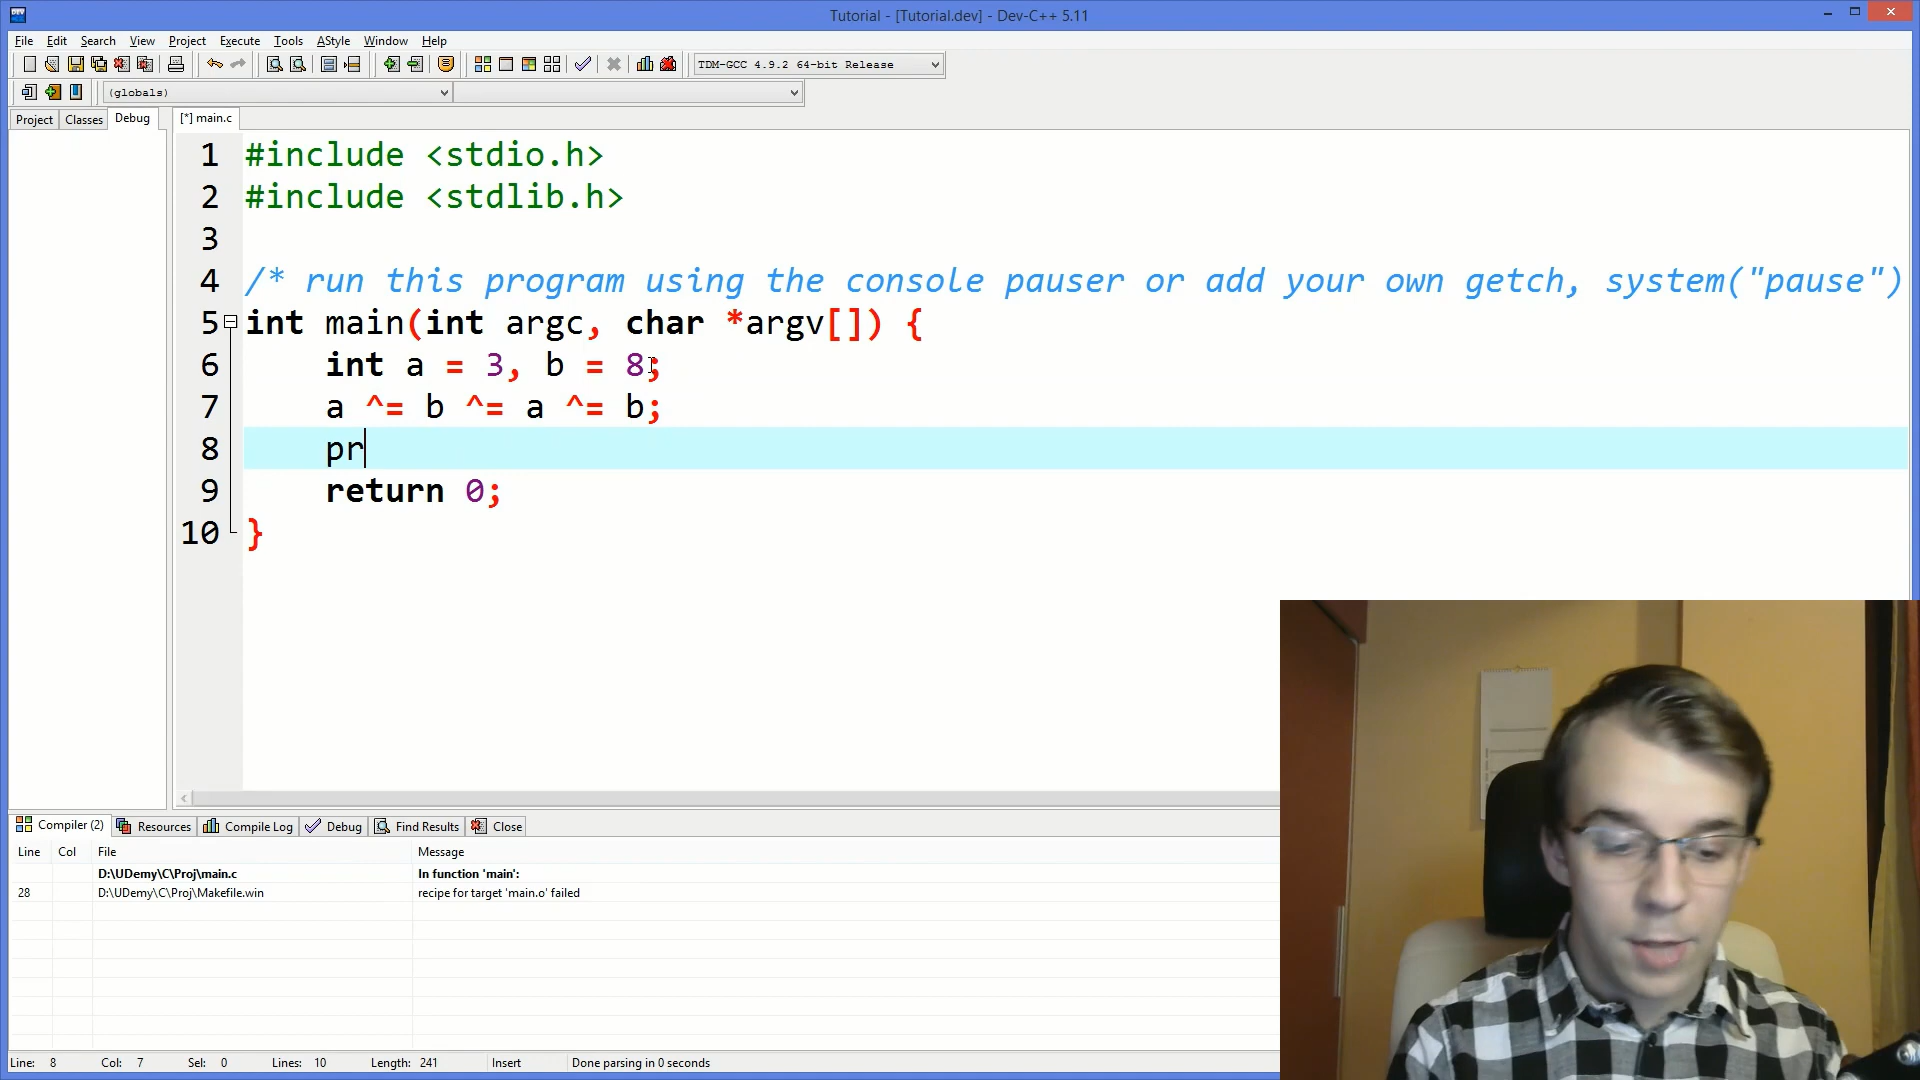 Tutorial - [Tutorial.dev] - Dev-C++ 5.11
File Edit Search View Project Execute Tools AStyle Window Help
TDM-GCC 4.9.2 64-bit Release
(globals)
Project Classes Debug [*] main.c
1 #include <stdio.h>
2 #include <stdlib.h>
3
4 /* run this program using the console pauser or add your own getch, system("pause")
5 int main(int argc, char *argv[]) {
6 int a = 3, b = 8;
7 a ^= b ^= a ^= b;
8 pr
9 return 0;
10 }
Compiler (2) Resources Compile Log Debug Find Results Close
Line Col File Message
D:\UDemy\C\Proj\main.c In function 'main':
28 D:\UDemy\C\Proj\Makefile.win recipe for target 'main.o' failed
Line: 8 Col: 7 Sel: 0 Lines: 10 Length: 241 Insert Done parsing in 0 seconds